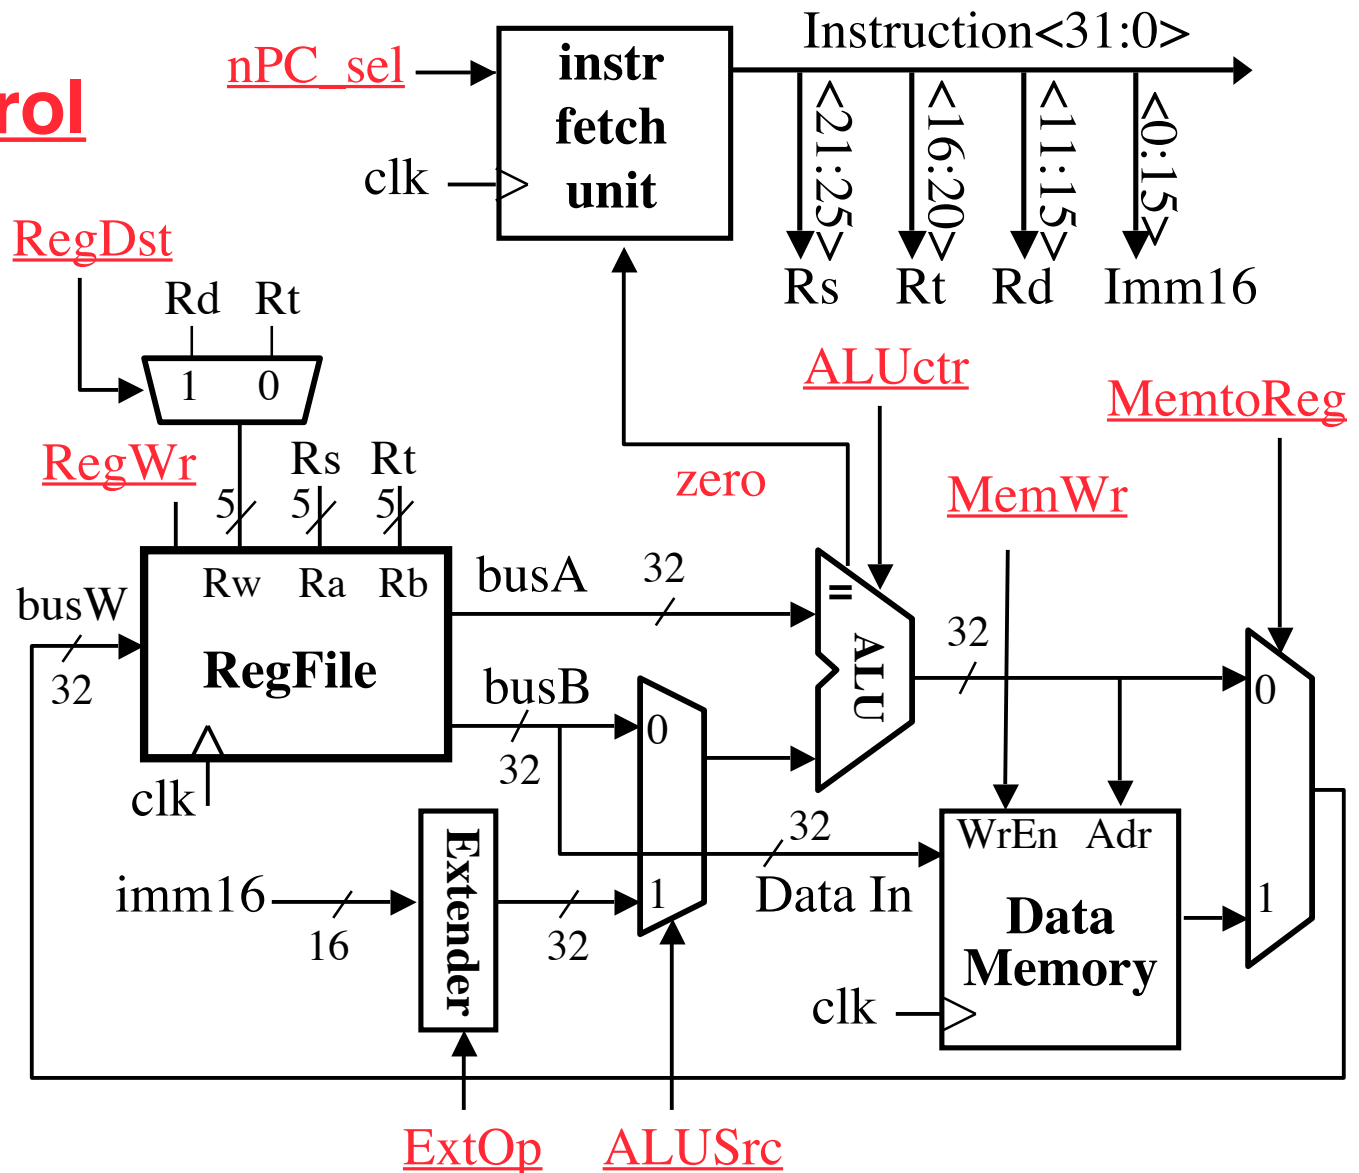 Instruction<31:0>
nPC_sel
instr
fetch
unit
rol
clk
<21:25>
<16:20>
<11:15>
<0:15>
Rs
Rt
Rd
Imm16
RegDst
Rd
Rt
1
0
ALUctr
MemtoReg
RegWr
Rs
Rt
5
5
5
zero
MemWr
Rw
Ra
Rb
busA
32
=
busW
32
RegFile
busB
32
ALU
32
0
0
clk
Extender
32
WrEn
Adr
imm16
16
32
1
Data In
Data
Memory
1
clk
clk
ExtOp
ALUSrc